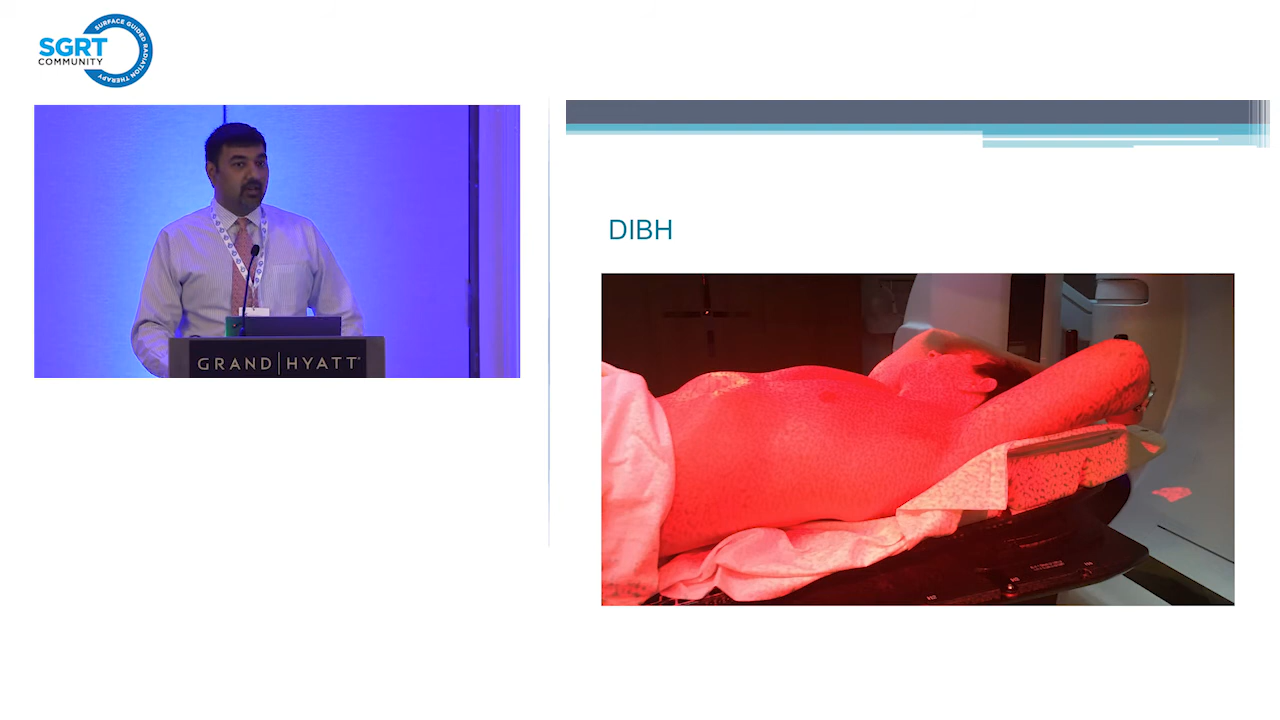 SURFACE GUIDED RADIATION THERAPY
SGRT
COMMUNITY
GRAND HYATT
DIBH